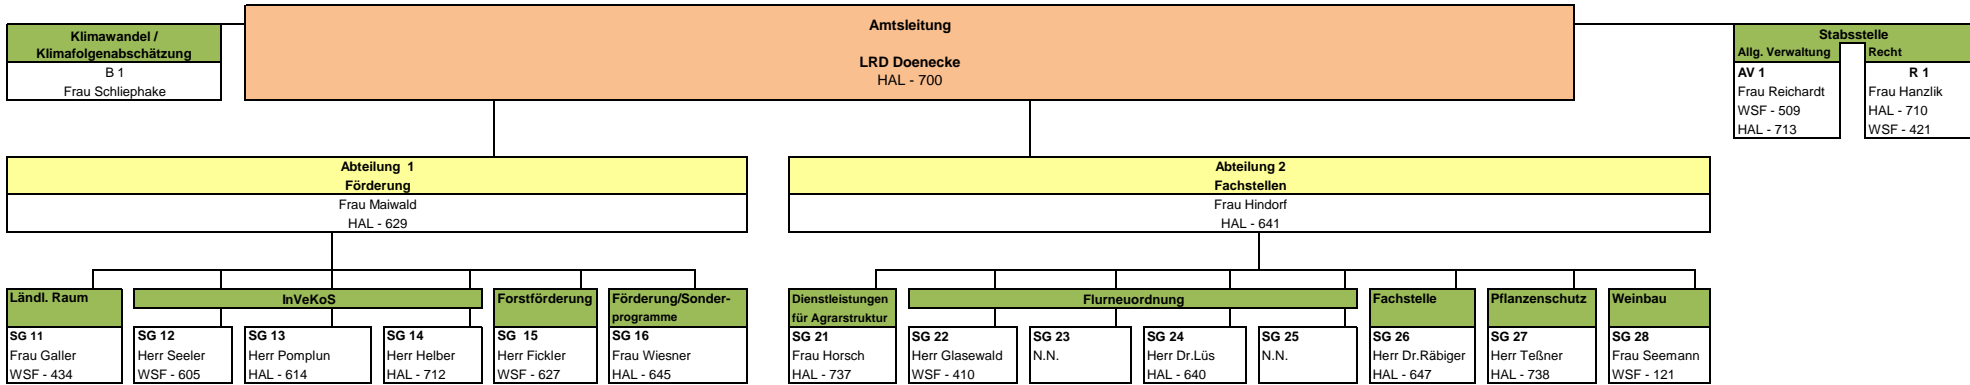 Klimawandel /
Klimafolgenabschätzung
B 1
Frau Schliephake
Amtsleitung
LRD Doenecke
HAL - 700
Stabsstelle
Allg. Verwaltung
AV 1
Frau Reichardt
WSF - 509
HAL - 713
Recht
R 1
Frau Hanzlik
HAL - 710
WSF - 421
Abteilung 1
Förderung
Frau Maiwald
HAL - 629
Abteilung 2
Fachstellen
Frau Hindorf
HAL - 641
Ländl. Raum
SG 11
Frau Galler
WSF - 434
InVeKoS
SG 12
Herr Seeler
WSF - 605
SG 13
Herr Pomplun
HAL - 614
SG 14
Herr Helber
HAL - 712
Forstförderung
SG 15
Herr Fickler
WSF - 627
Förderung/Sonder-
programme
SG 16
Frau Wiesner
HAL - 645
Dienstleistungen
für Agrarstruktur
SG 21
Frau Horsch
HAL - 737
Flurneuordnung
SG 22
Herr Glasewald
WSF - 410
SG 23
N.N.
SG 24
Herr Dr.Lüs
HAL - 640
SG 25
N.N.
Fachstelle
SG 26
Herr Dr.Räbiger
HAL - 647
Pflanzenschutz
SG 27
Herr Teßner
HAL - 738
Weinbau
SG 28
Frau Seemann
WSF - 121